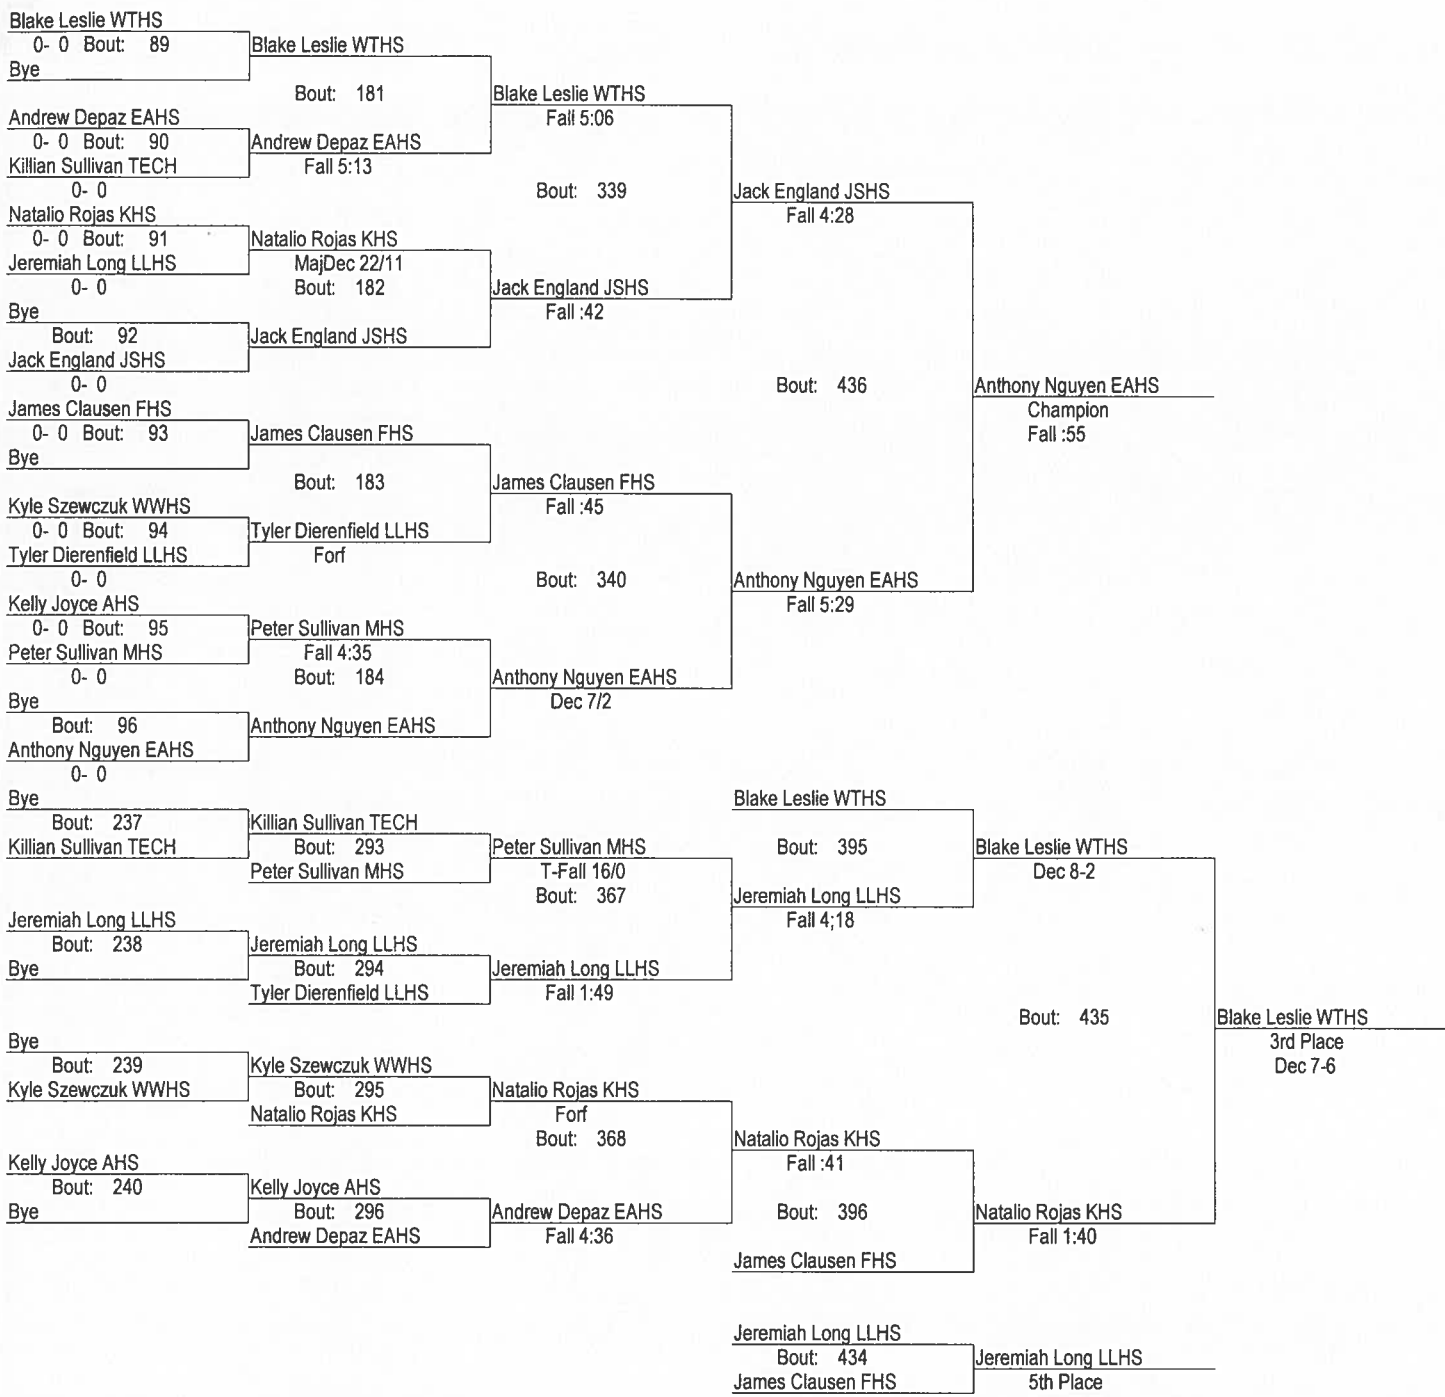 Blake Leslie WTHS
0- 0 Bout: 89
Bye
Blake Leslie WTHS
Bout: 181
Andrew Depaz EAHS
0- 0 Bout: 90
Killian Sullivan TECH
0- 0
Andrew Depaz EAHS
Fall 5:13
Blake Leslie WTHS
Fall 5:06
Bout: 339
Natalio Rojas KHS
0- 0 Bout: 91
Jeremiah Long LLHS
0- 0
Natalio Rojas KHS
MajDec 22/11
Bout: 182
Bye
Bout: 92
Jack England JSHS
0- 0
Jack England JSHS
Jack England JSHS
Fall :42
Jack England JSHS
Fall 4:28
Bout: 436
James Clausen FHS
0- 0 Bout: 93
Bye
James Clausen FHS
Bout: 183
Kyle Szewczuk WWHS
0- 0 Bout: 94
Tyler Dierenfield LLHS
0- 0
Tyler Dierenfield LLHS
Forf
James Clausen FHS
Fall :45
Bout: 340
Kelly Joyce AHS
0- 0 Bout: 95
Peter Sullivan MHS
0- 0
Peter Sullivan MHS
Fall 4:35
Bout: 184
Bye
Bout: 96
Anthony Nguyen EAHS
0- 0
Anthony Nguyen EAHS
Anthony Nguyen EAHS
Dec 7/2
Anthony Nguyen EAHS
Fall 5:29
Anthony Nguyen EAHS
Champion
Fall :55
Bye
Bout: 237
Killian Sullivan TECH
Killian Sullivan TECH
Bout: 293
Peter Sullivan MHS
Peter Sullivan MHS
T-Fall 16/0
Bout: 367
Jeremiah Long LLHS
Bout: 238
Bye
Jeremiah Long LLHS
Bout: 294
Tyler Dierenfield LLHS
Jeremiah Long LLHS
Fall 1:49
Blake Leslie WTHS
Bout: 395
Jeremiah Long LLHS
Fall 4;18
Blake Leslie WTHS
Dec 8-2
Bout: 435
Bye
Bout: 239
Kyle Szewczuk WWHS
Kyle Szewczuk WWHS
Bout: 295
Natalio Rojas KHS
Natalio Rojas KHS
Forf
Bout: 368
Kelly Joyce AHS
Bout: 240
Bye
Kelly Joyce AHS
Bout: 296
Andrew Depaz EAHS
Andrew Depaz EAHS
Fall 4:36
Natalio Rojas KHS
Fall :41
Bout: 396
James Clausen FHS
Natalio Rojas KHS
Fall 1:40
Blake Leslie WTHS
3rd Place
Dec 7-6
Jeremiah Long LLHS
Bout: 434
James Clausen FHS
Jeremiah Long LLHS
5th Place